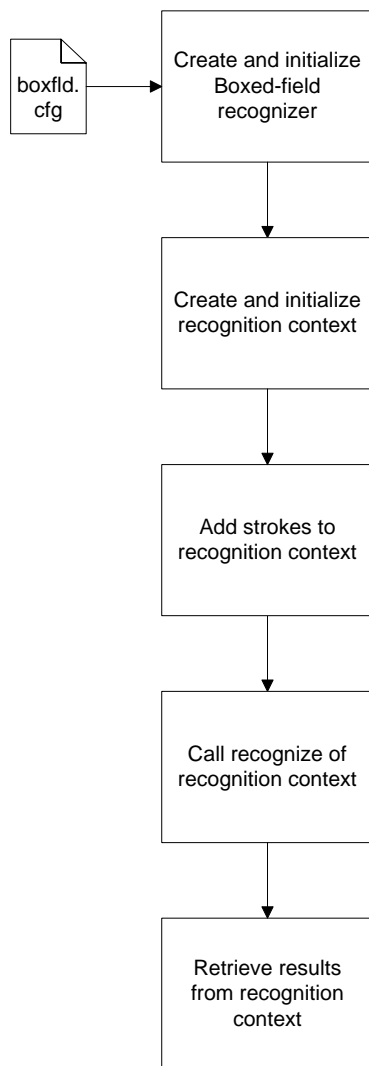 boxfld.
cfg
Create and initialize
Boxed-field
recognizer
Create and initialize
recognition context
Add strokes to
recognition context
Call recognize of
recognition context
Retrieve results
from recognition
context